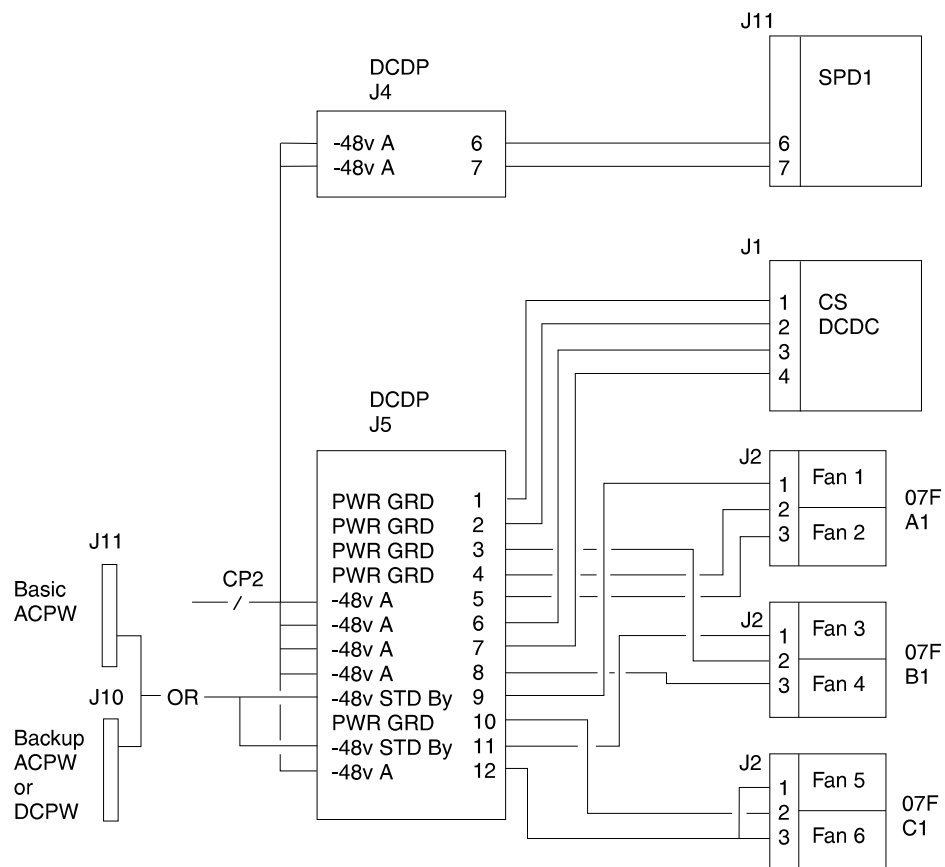 J11
SPD1
6
7
DCDP
J4
-48v A 6
-48v A 7
J1
1
2
3
4
CS
DCDC
DCDP
J5
PWR GRD 1
PWR GRD 2
PWR GRD 3
PWR GRD 4
-48v A 5
-48v A 6
-48v A 7
-48v A 8
-48v STD By 9
PWR GRD 10
-48v STD By 11
-48v A 12
J2
1
2
3
Fan 1
Fan 2
07F
A1
J2
1
2
3
Fan 3
Fan 4
07F
B1
J2
1
2
3
Fan 5
Fan 6
07F
C1
CP2
J11
Basic
ACPW
J10
OR
Backup
ACPW
or
DCPW